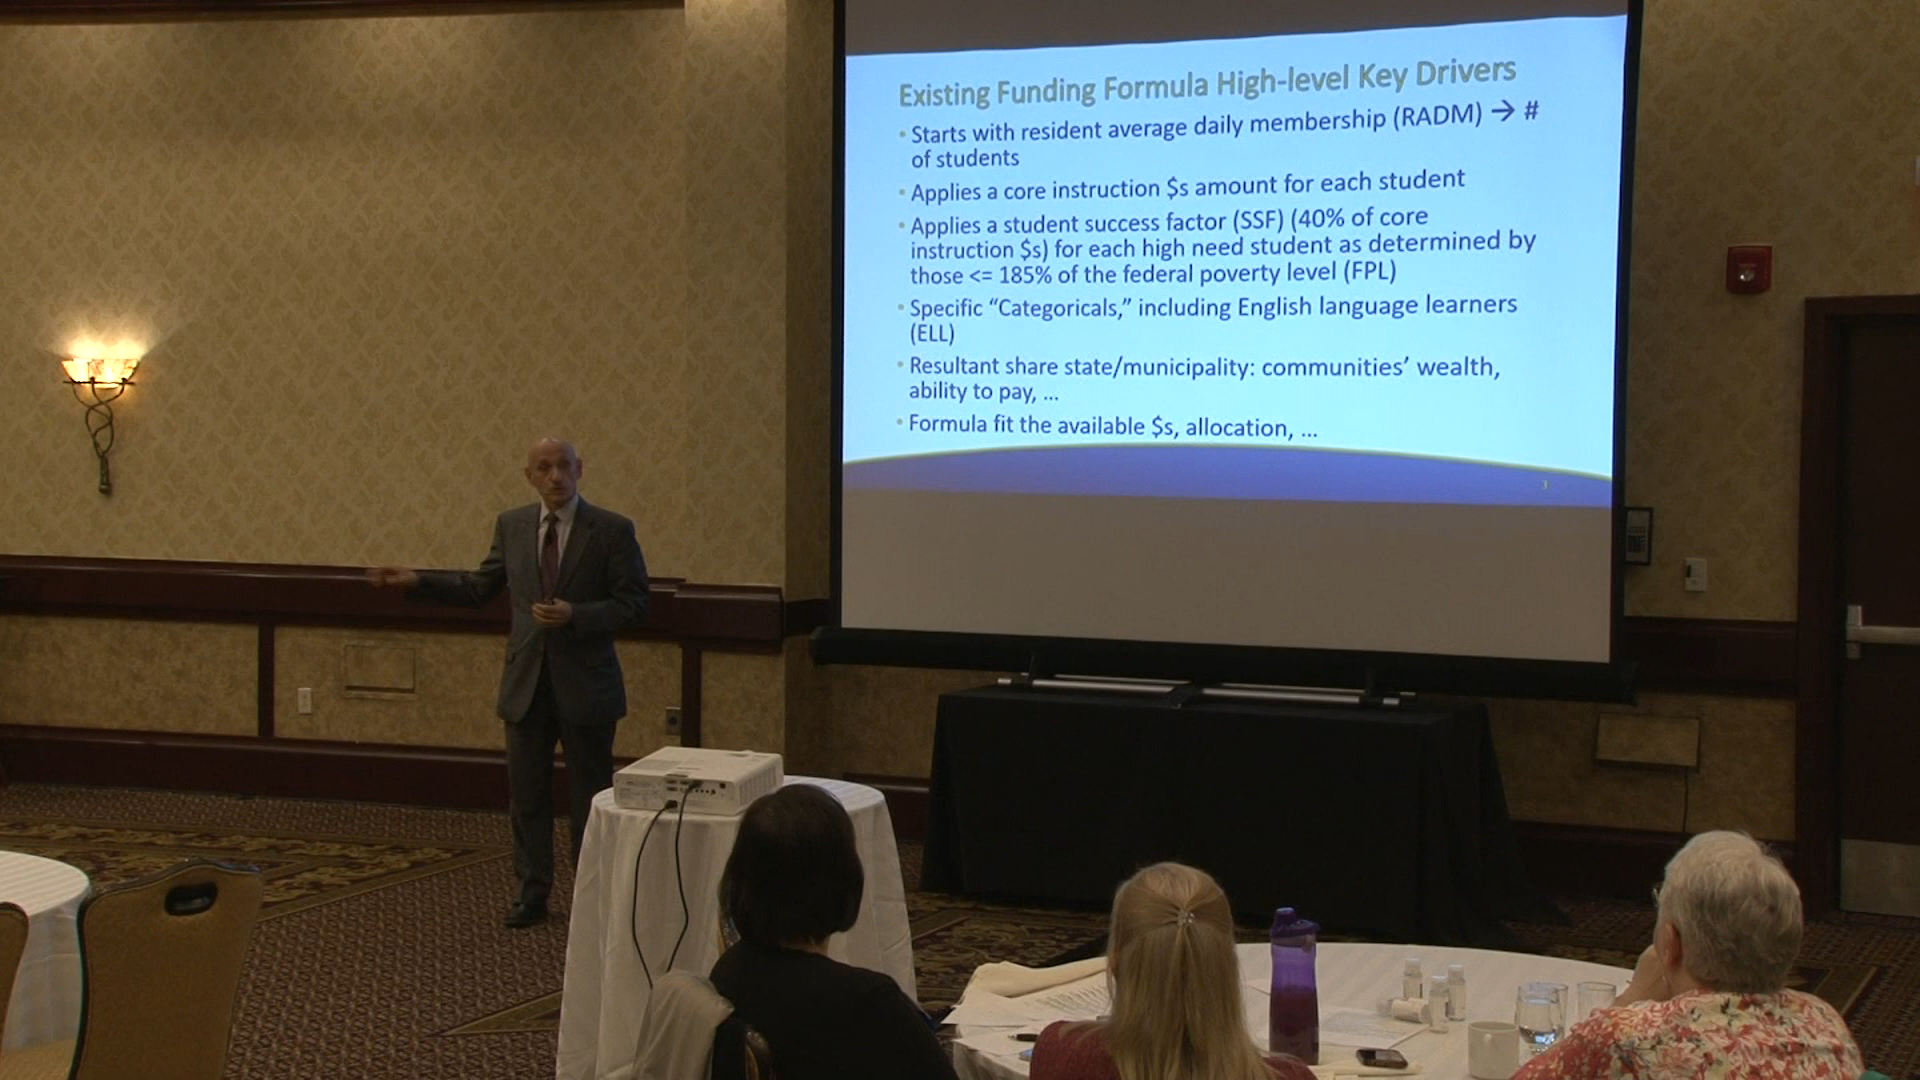 Existing Funding Formula High-level Key Drivers
• Starts with resident average daily membership (RADM) → #
of students
• Applies a core instruction $s amount for each student
• Applies a student success factor (SSF) (40% of core
instruction $s) for each high need student as determined by
those <= 185% of the federal poverty level (FPL)
• Specific “Categoricals,” including English language learners
(ELL)
• Resultant share state/municipality: communities’ wealth,
ability to pay, ...
• Formula fit the available $s, allocation, ...
3